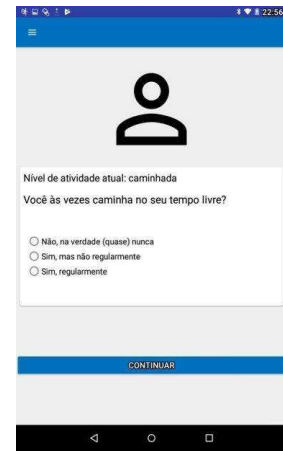 22:56
Nível de atividade atual: caminhada
Você às vezes caminha no seu tempo livre?
Não, na verdade (quase) nunca
Sim, mas não regularmente
Sim, regularmente
CONTINUAR